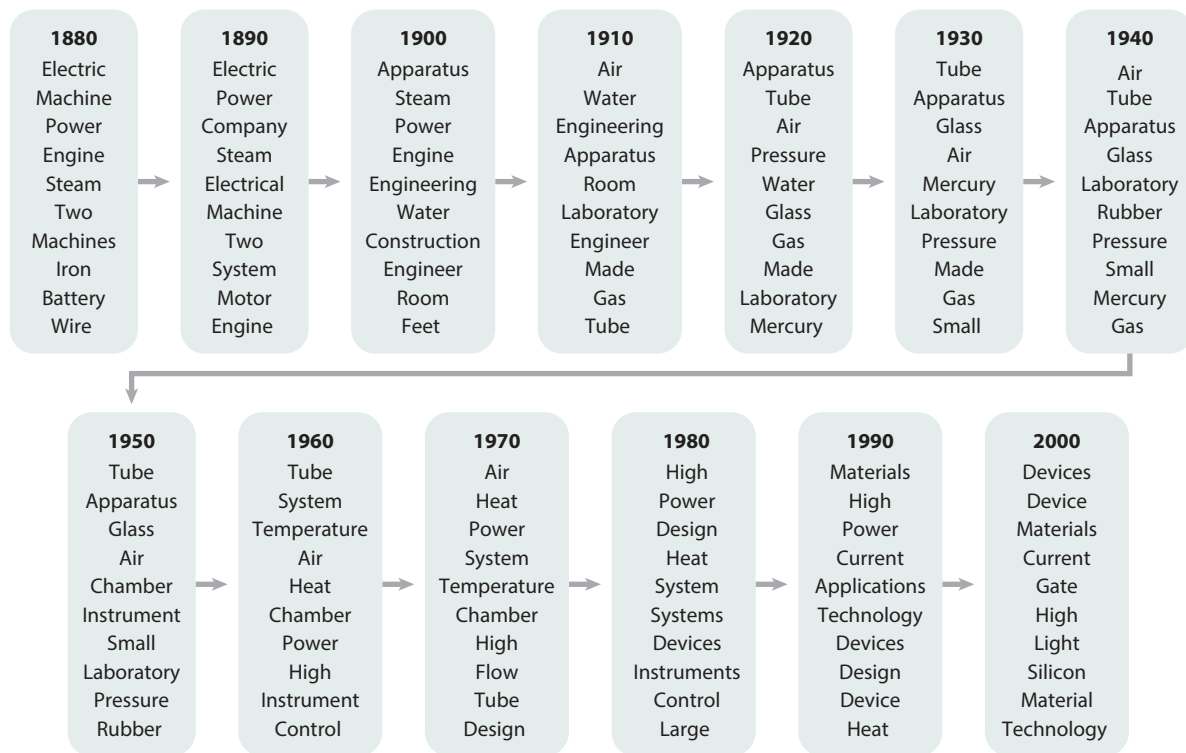 1880
Electric
Machine
Power
Engine
Steam
Two
Machines
Iron
Battery
Wire
1890
Electric
Power
Company
Steam
Electrical
Machine
Two
System
Motor
Engine
1900
Apparatus
Steam
Power
Engine
Engineering
Water
Construction
Engineer
Room
Feet
1910
Air
Water
Engineering
Apparatus
Room
Laboratory
Engineer
Made
Gas
Tube
1920
Apparatus
Tube
Air
Pressure
Water
Glass
Gas
Made
Laboratory
Mercury
1930
Tube
Apparatus
Glass
Air
Mercury
Laboratory
Pressure
Made
Gas
Small
1940
Air
Tube
Apparatus
Glass
Laboratory
Rubber
Pressure
Small
Mercury
Gas
1950
Tube
Apparatus
Glass
Air
Chamber
Instrument
Small
Laboratory
Pressure
Rubber
1960
Tube
System
Temperature
Air
Heat
Chamber
Power
High
Instrument
Control
1970
Air
Heat
Power
System
Temperature
Chamber
High
Flow
Tube
Design
1980
High
Power
Design
Heat
System
Systems
Devices
Instruments
Control
Large
1990
Materials
High
Power
Current
Applications
Technology
Devices
Design
Device
Heat
2000
Devices
Device
Materials
Current
Gate
High
Light
Silicon
Material
Technology